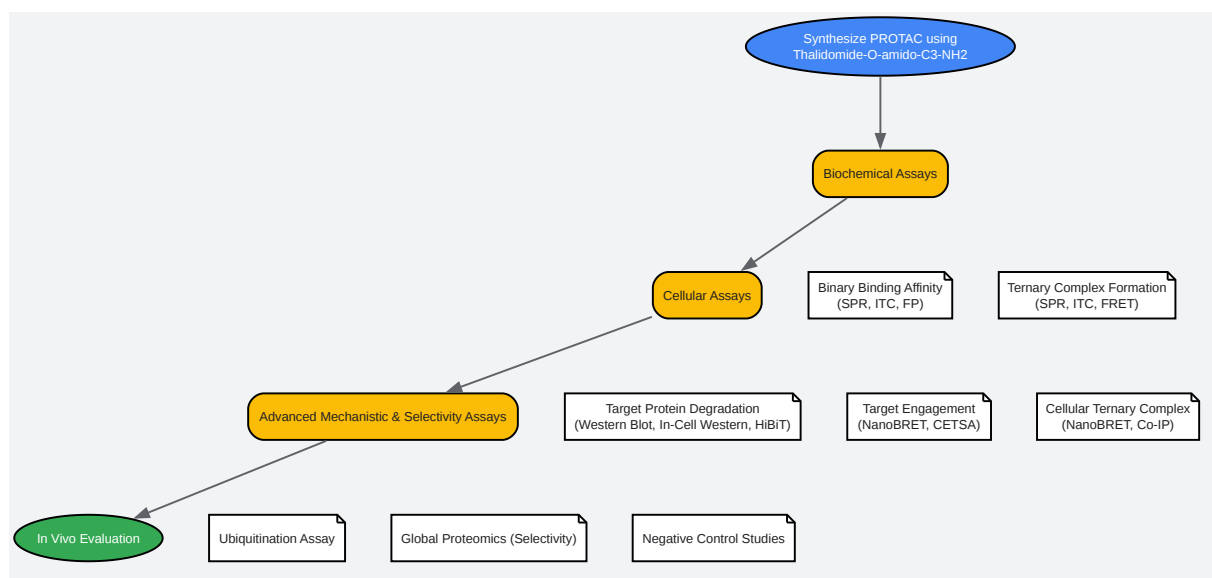 Synthesize PROTAC using
Thalidomide-O-amido-C3-NH2
Biochemical Assays
Cellular Assays
Binary Binding Affinity
(SPR, ITC, FP)
Ternary Complex Formation
(SPR, ITC, FRET)
Advanced Mechanistic & Selectivity Assays
Target Protein Degradation
(Western Blot, In-Cell Western, HiBiT)
Target Engagement
(NanoBRET, CETSA)
Cellular Ternary Complex
(NanoBRET, Co-IP)
In Vivo Evaluation
Ubiquitination Assay
Global Proteomics (Selectivity)
Negative Control Studies